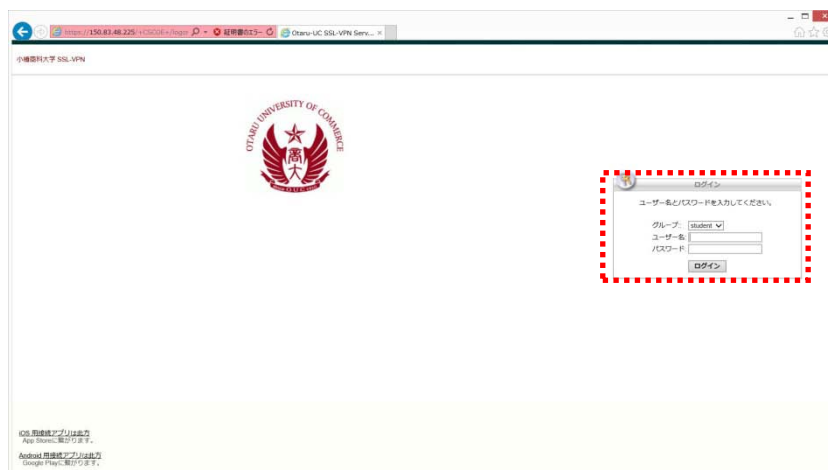 https://150.83.48.225/+CSCOE+/logon
証明書のエラー
Otaru-UC SSL-VPN Serv...
小樽商科大学 SSL-VPN
OTARU UNIVERSITY OF COMMERCE
商大
O U C
ログイン
ユーザー名とパスワードを入力してください。
グループ: student
ユーザー名:
パスワード:
ログイン
iOS 用接続アプリは此方
App Storeに繋がります。
Android 用接続アプリは此方
Google Playに繋がります。